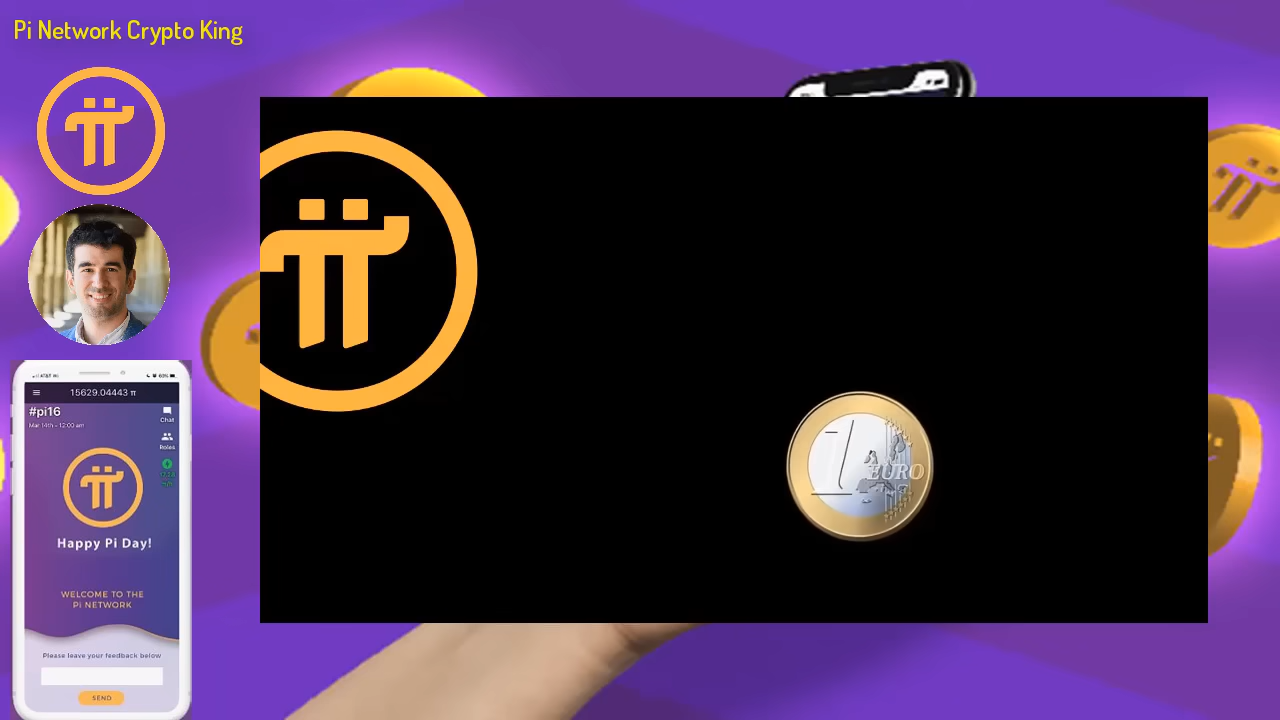 Pi Network Crypto King
15629.04443 π
#pi16
Mar 14th - 12:00 am
Chat
Roles
Happy Pi Day!
WELCOME TO THE
Pi NETWORK
Please leave your feedback below
SEND
1
EURO